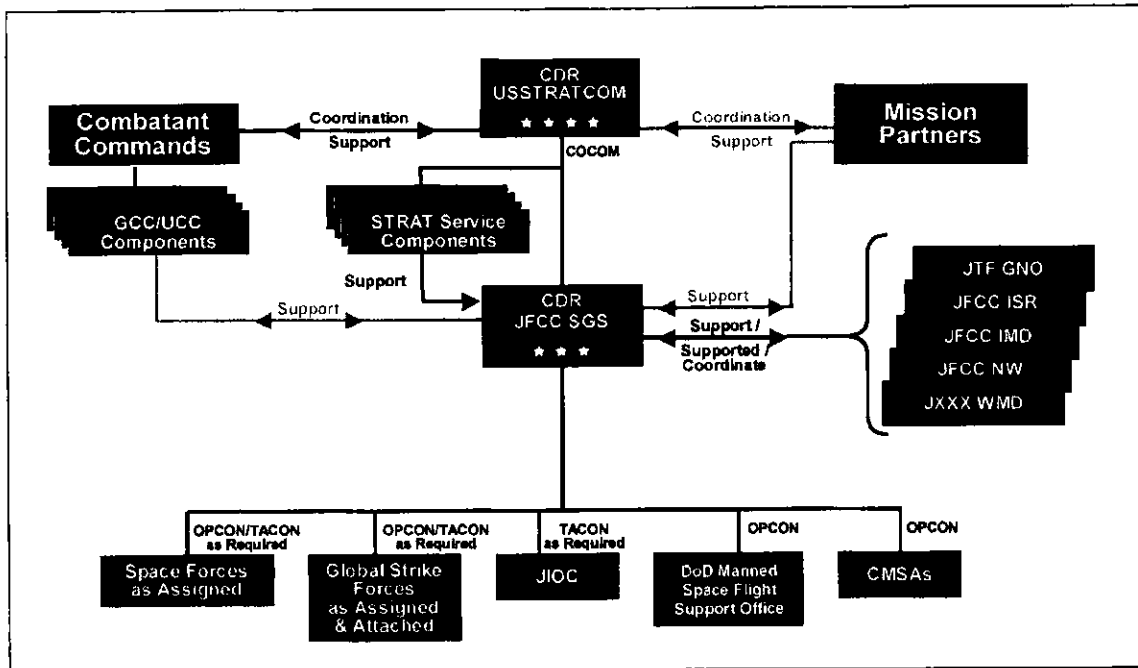 CDR
USSTRATCOM
★ ★ ★ ★
Combatant
Commands
Coordination
Support
Coordination
Support
Mission
Partners
COCOM
GCC/UCC
Components
STRAT Service
Components
Support
Support
CDR
JFCC SGS
★ ★ ★
Support
Support /
Supported /
Coordinate
JTF GNO
JFCC ISR
JFCC IMD
JFCC NW
JXXX WMD
OPCON/TACON
as Required
OPCON/TACON
as Required
TACON
as Required
OPCON
OPCON
Space Forces
as Assigned
Global Strike
Forces
as Assigned
& Attached
JIOC
DoD Manned
Space Flight
Support Office
CMSAs